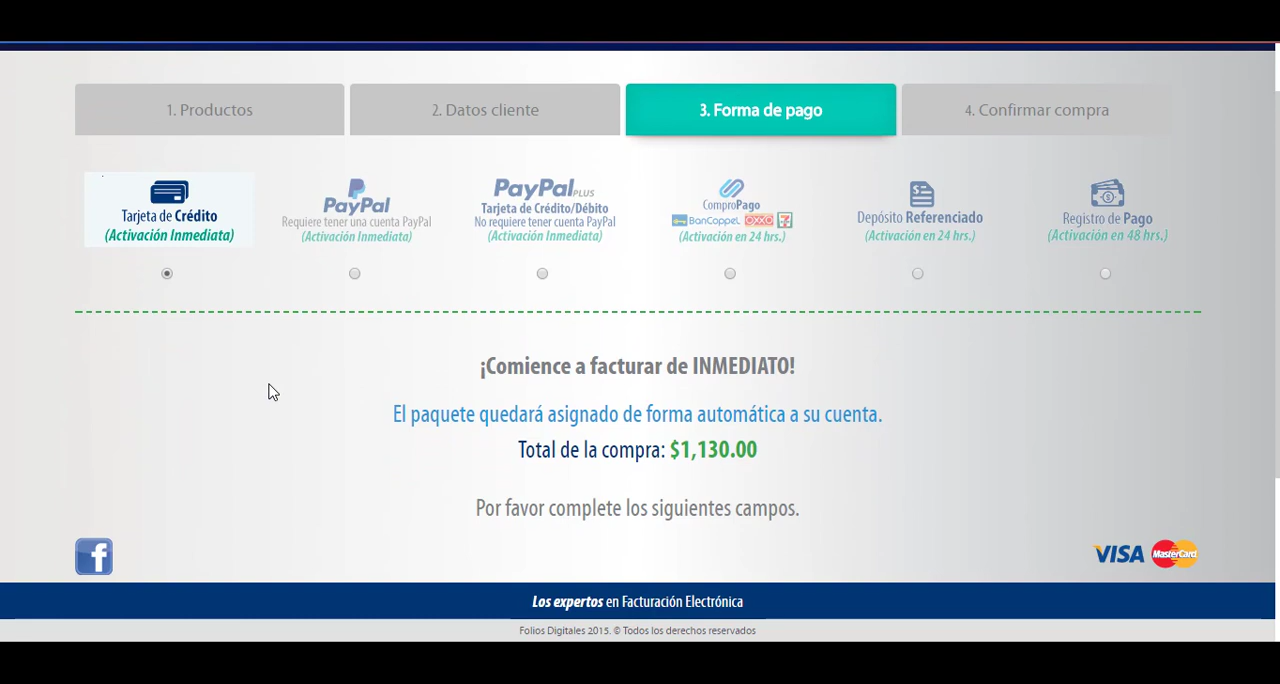 1. Productos
2. Datos cliente
3. Forma de pago
4. Confirmar compra
Tarjeta de Crédito
(Activación Inmediata)
PayPal
Requiere tener una cuenta PayPal
(Activación Inmediata)
PayPal PLUS
Tarjeta de Crédito/Débito
No requiere tener cuenta PayPal
(Activación Inmediata)
ComproPago
BanCoppel OXXO 7
(Activación en 24 hrs.)
Depósito Referenciado
(Activación en 24 hrs.)
Registro de Pago
(Activación en 48 hrs.)
¡Comience a facturar de INMEDIATO!
El paquete quedará asignado de forma automática a su cuenta.
Total de la compra: $1,130.00
Por favor complete los siguientes campos.
f
VISA MasterCard
Los expertos en Facturación Electrónica
Folios Digitales 2015. © Todos los derechos reservados